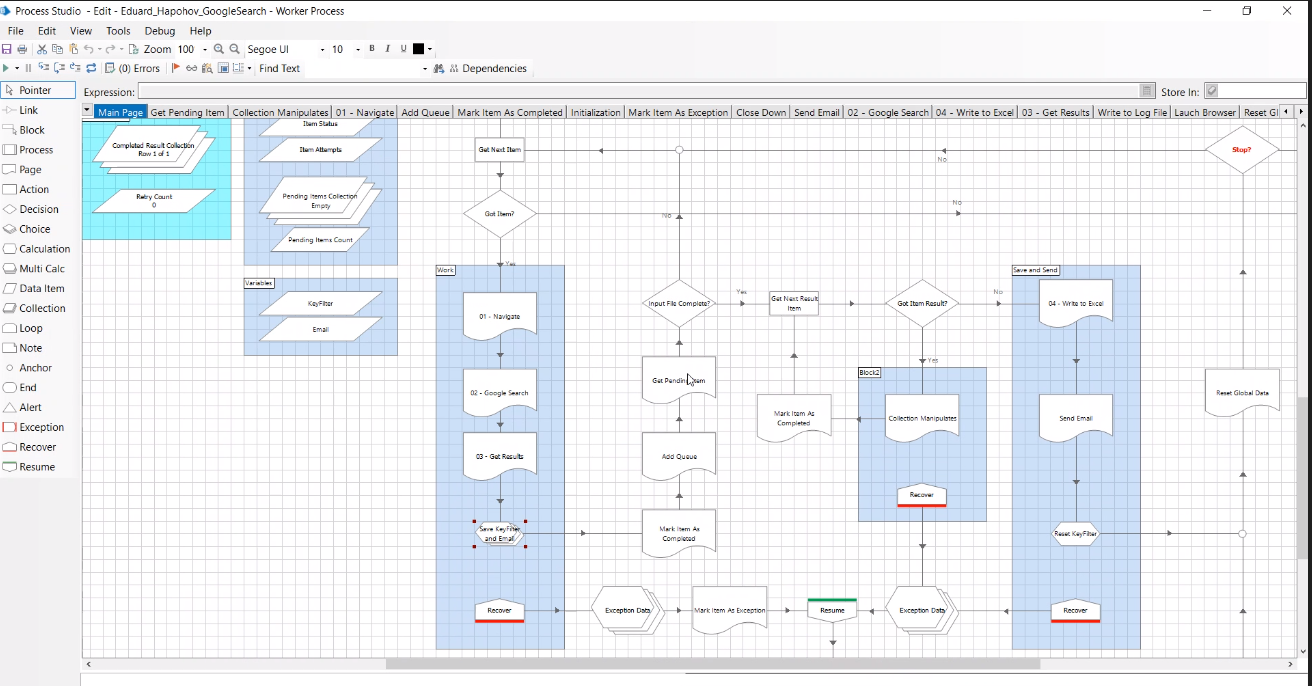 Process Studio - Edit - Eduard_Hapohov_GoogleSearch - Worker Process
File Edit View Tools Debug Help
Zoom 100 Segoe UI 10 B I U
(0) Errors Find Text Dependencies
Pointer
Link
Block
Process
Page
Action
Decision
Choice
Calculation
Multi Calc
Data Item
Collection
Loop
Note
Anchor
End
Alert
Exception
Recover
Resume
Expression: Store In:
Main Page Get Pending Item Collection Manipulates 01 - Navigate Add Queue Mark Item As Completed Initialization Mark Item As Exception Close Down Send Email 02 - Google Search 04 - Write to Excel 03 - Get Results Write to Log File Lauch Browser Reset Gl
Completed Result Collection
Row 1 of 1
Retry Count
0
Item Status
Item Attempts
Pending Items Collection
Empty
Pending Items Count
Variables
KeyFilter
Email
Get Next Item
Got Item?
Yes
No
Work
01 - Navigate
02 - Google Search
03 - Get Results
Save KeyFilter
and Email
Recover
No
Input File Complete?
Yes
Get Pending Item
Add Queue
Mark Item As
Completed
Get Next Result
Item
Mark Item As
Completed
Got Item Result?
No
Yes
Block2
Collection Manipulates
Recover
Save and Send
04 - Write to Excel
Send Email
Reset KeyFilter
Recover
Stop?
No
Reset Global Data
Exception Data
Mark Item As Exception
Resume
Exception Data